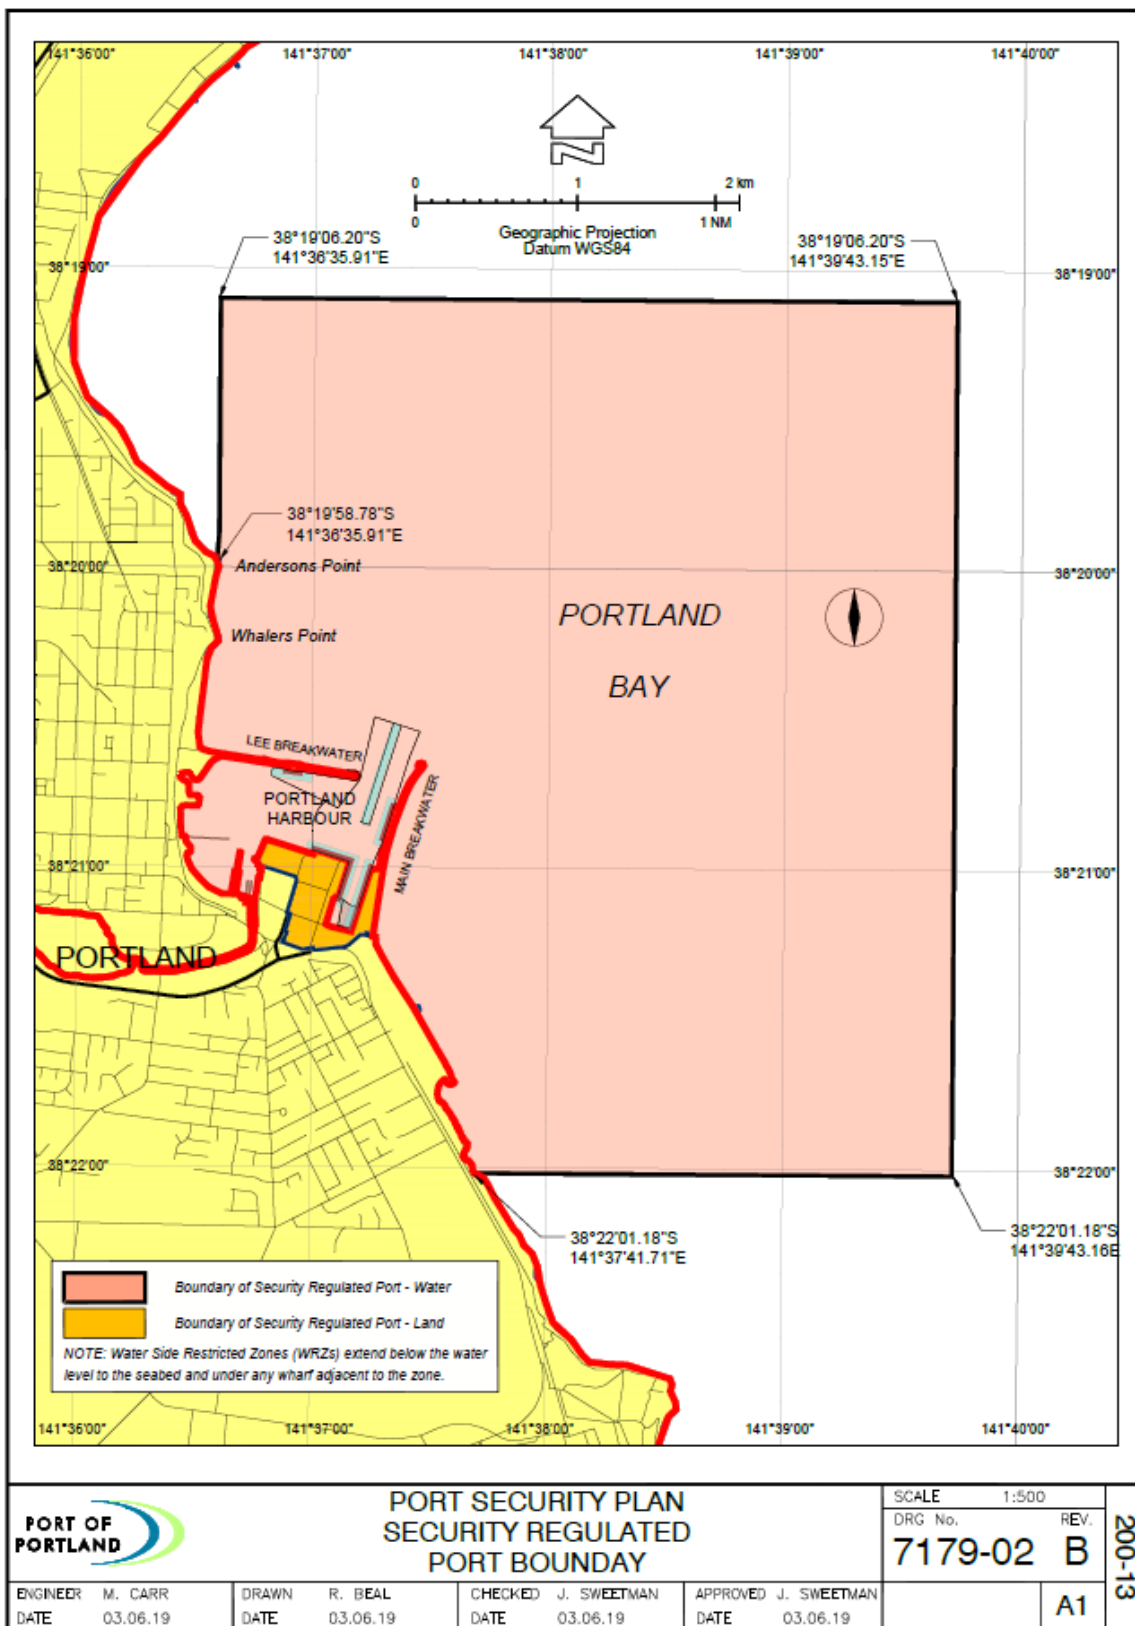 141°36'00" 141°37'00" 141°38'00" 141°39'00" 141°40'00"
0 1 2 km
0 1 NM
Geographic Projection
Datum WGS84
38°19'06.20"S
141°36'35.91"E
38°19'06.20"S
141°39'43.15"E
38°19'00" 38°19'00"
38°19'58.78"S
141°36'35.91"E
38°20'00" 38°20'00"
Andersons Point
Whalers Point
PORTLAND
BAY
LEE BREAKWATER
PORTLAND
HARBOUR
MAIN BREAKWATER
38°21'00" 38°21'00"
PORTLAND
38°22'00" 38°22'00"
38°22'01.18"S
141°37'41.71"E
38°22'01.18"S
141°39'43.16E
Boundary of Security Regulated Port - Water
Boundary of Security Regulated Port - Land
NOTE: Water Side Restricted Zones (WRZs) extend below the water
level to the seabed and under any wharf adjacent to the zone.
141°36'00" 141°37'00" 141°38'00" 141°39'00" 141°40'00"
PORT OF
PORTLAND
PORT SECURITY PLAN
SECURITY REGULATED
PORT BOUNDAY
SCALE 1:500
DRG No. REV.
7179-02 B
200-13
ENGINEER M. CARR DRAWN R. BEAL CHECKED J. SWEETMAN APPROVED J. SWEETMAN
DATE 03.06.19 DATE 03.06.19 DATE 03.06.19 DATE 03.06.19
A1